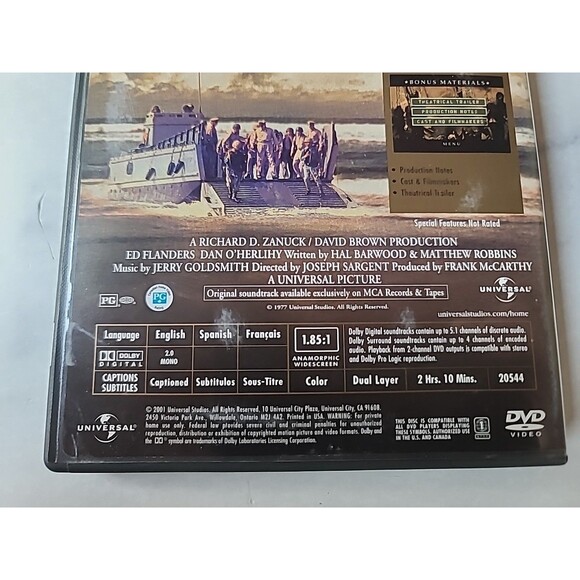 BONUS MATERIALS
THEATRICAL TRAILER
PRODUCTION NOTES
CAST AND FILMMAKERS
MENU
• Production Notes
• Cast & Filmmakers
• Theatrical Trailer
Special Features Not Rated
A RICHARD D. ZANUCK / DAVID BROWN PRODUCTION
ED FLANDERS DAN O'HERLIHY Written by HAL BARWOOD & MATTHEW ROBBINS
Music by JERRY GOLDSMITH Directed by JOSEPH SARGENT Produced by FRANK McCARTHY
A UNIVERSAL PICTURE
Original soundtrack available exclusively on MCA Records & Tapes
© 1977 Universal Studios. All Rights Reserved.
PG
PG
UNIVERSAL
universalstudios.com/home
Language English Spanish Français
DOLBY DIGITAL 2.0 MONO
CAPTIONS SUBTITLES Captioned Subtítulos Sous-Titre
1.85:1
ANAMORPHIC WIDESCREEN
Color
Dolby Digital soundtracks contain up to 5.1 channels of discrete audio.
Dolby Surround soundtracks contain up to 4 channels of encoded
audio. Playback from 2-channel DVD outputs is compatible with stereo
and Dolby Pro Logic reproduction.
Dual Layer 2 Hrs. 10 Mins. 20544
UNIVERSAL
© 2001 Universal Studios. All Rights Reserved. 10 Universal City Plaza, Universal City, CA 91608.
2450 Victoria Park Ave., Willowdale, Ontario M2J 4A2. Printed in USA. WARNING: For private
home use only. Federal law provides severe civil and criminal penalties for unauthorized
reproduction, distribution or exhibition of copyrighted motion pictures and video formats. Dolby and
the symbol are trademarks of Dolby Laboratories Licensing Corporation.
THIS DISC IS COMPATIBLE WITH
ALL DVD PLAYERS DISPLAYING
THESE SYMBOLS. AUTHORIZED USE
IN THE U.S. AND CANADA
1
DVD
VIDEO